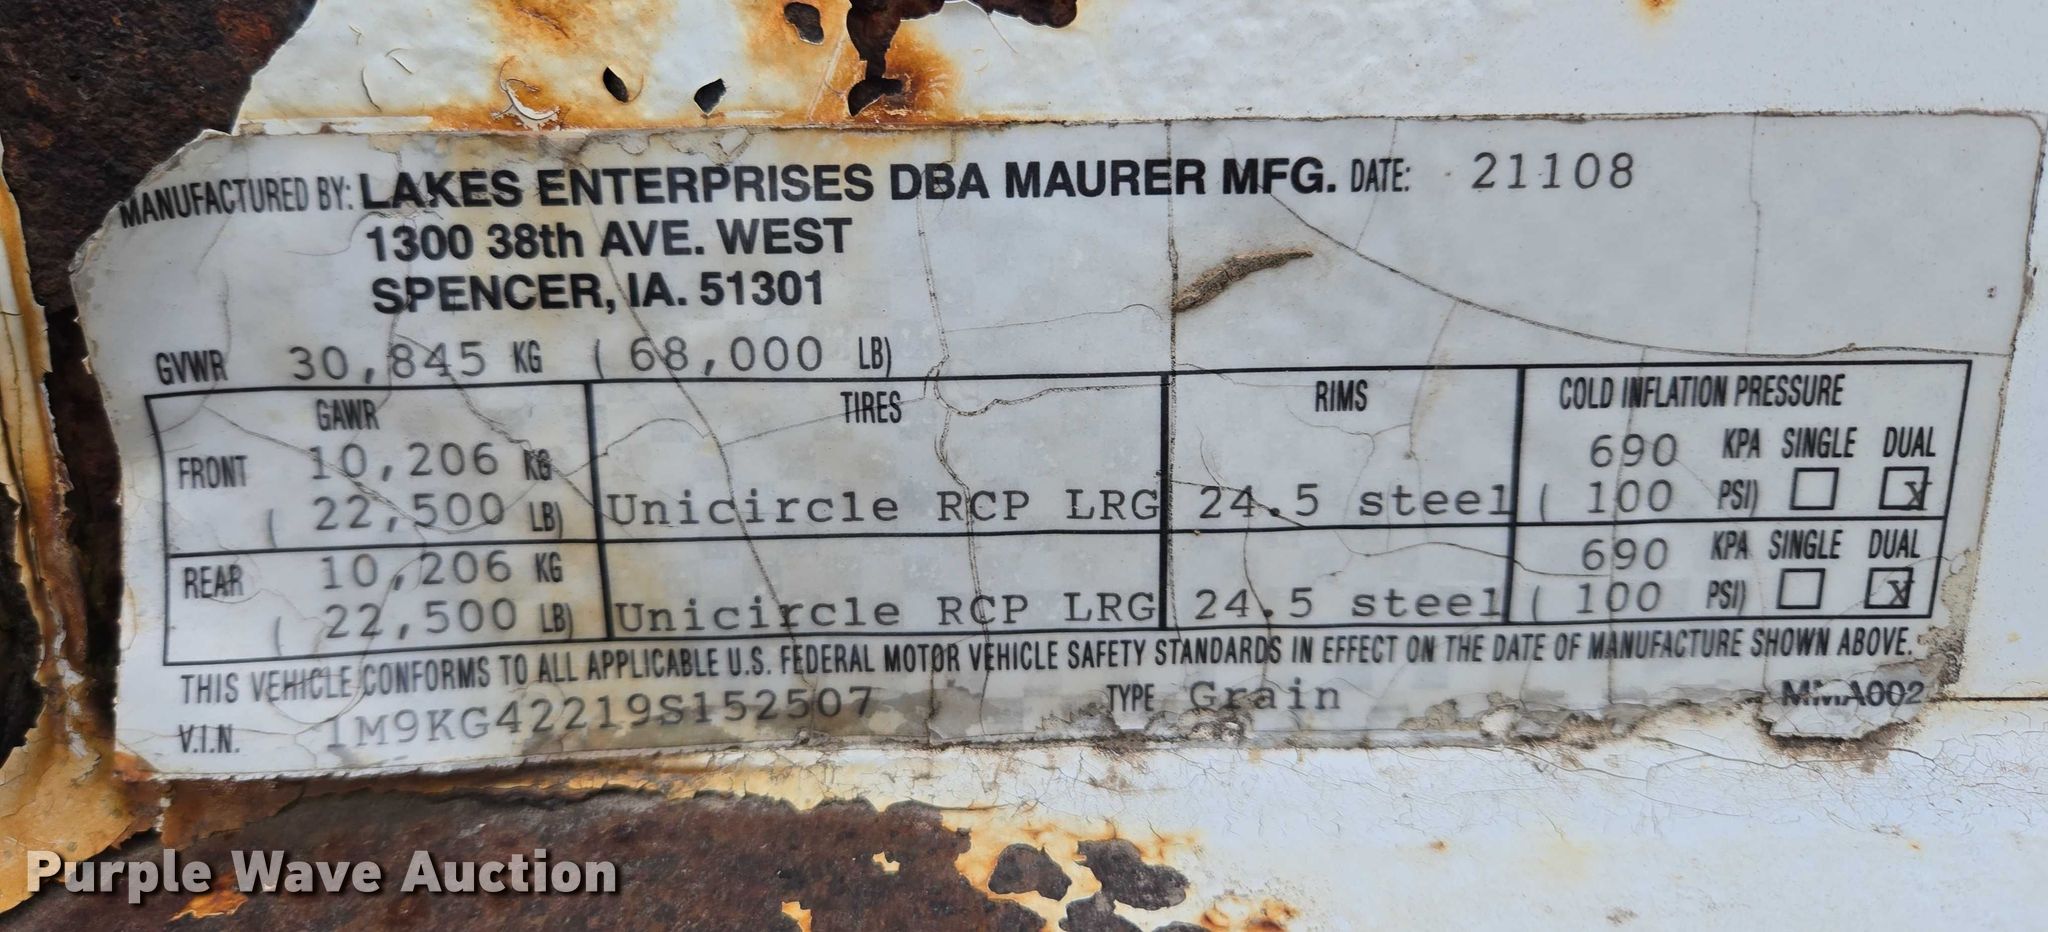 MANUFACTURED BY: LAKES ENTERPRISES DBA MAURER MFG. DATE: 21108
1300 38th AVE. WEST
SPENCER, IA. 51301
GVWR 30,845 KG ( 68,000 LB)
GAWR TIRES RIMS COLD INFLATION PRESSURE
FRONT 10,206 KG 690 KPA SINGLE DUAL
( 22,500 LB) Unicircle RCP LRG 24.5 steel ( 100 PSI) X
REAR 10,206 KG 690 KPA SINGLE DUAL
( 22,500 LB) Unicircle RCP LRG 24.5 steel ( 100 PSI) X
THIS VEHICLE CONFORMS TO ALL APPLICABLE U.S. FEDERAL MOTOR VEHICLE SAFETY STANDARDS IN EFFECT ON THE DATE OF MANUFACTURE SHOWN ABOVE.
V.I.N. 1M9KG42219S152507 TYPE Grain MMA002
Purple Wave Auction